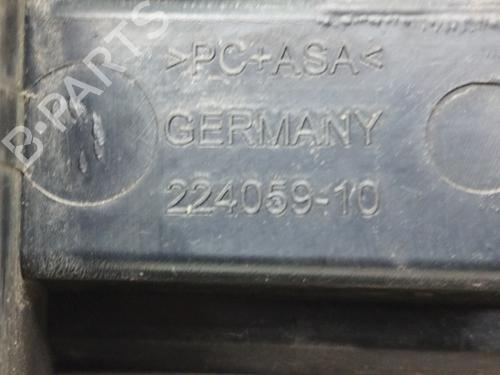 B-PARTS
>PC+ASA<
GERMANY
224059-10